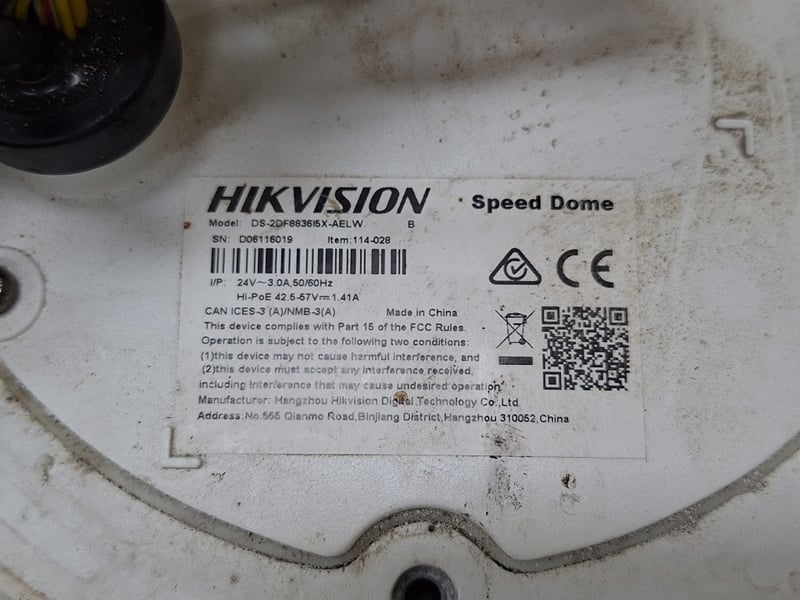 HIKVISION Speed Dome
Model: DS-2DF8836I5X-AELW B
SN: D06116019 Item:114-028
I/P: 24V~3.0A,50/60Hz
Hi-PoE 42.5-57V⎓1.41A
CAN ICES-3 (A)/NMB-3(A) Made in China
This device complies with Part 15 of the FCC Rules.
Operation is subject to the following two conditions:
(1)this device may not cause harmful interference, and
(2)this device must accept any interference received,
including interference that may cause undesired operation
Manufacturer: Hangzhou Hikvision Digital Technology Co.,Ltd.
Address:No.555 Qianmo Road,Binjiang District,Hangzhou 310052,China
CE